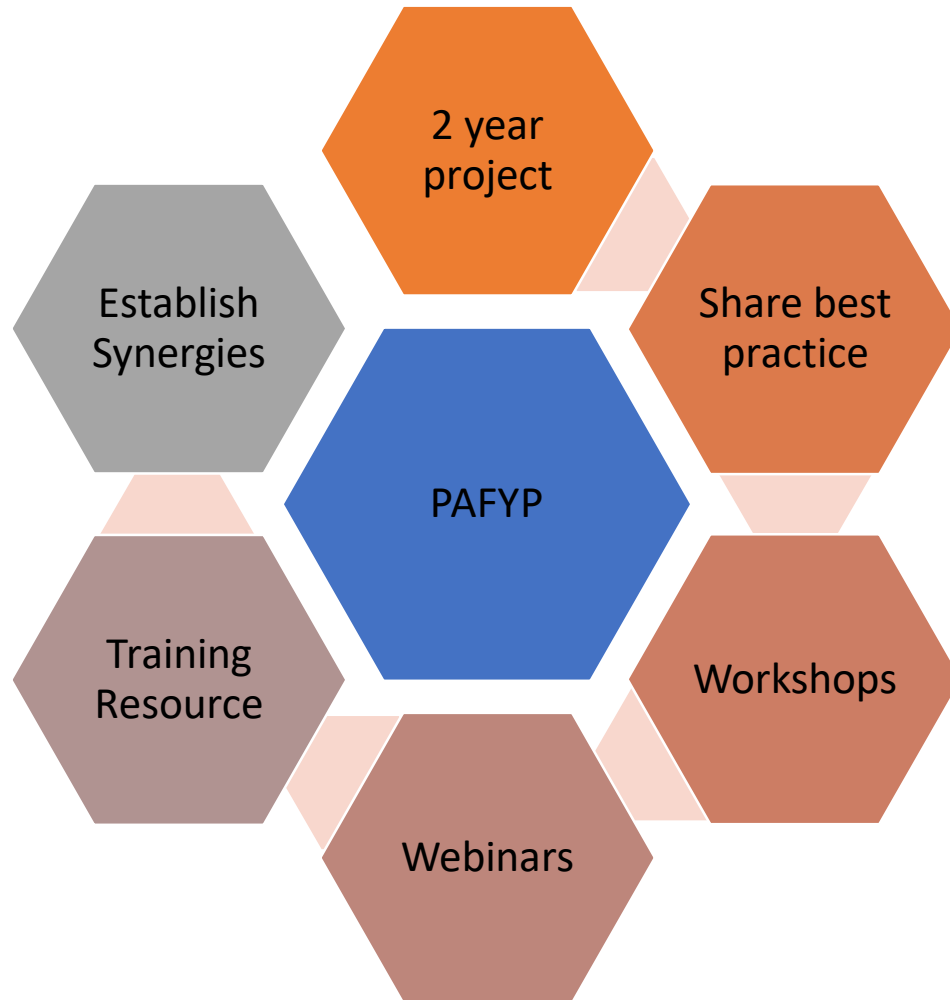 2 year
project
Share best
practice
Workshops
Webinars
Training
Resource
Establish
Synergies
PAFYP